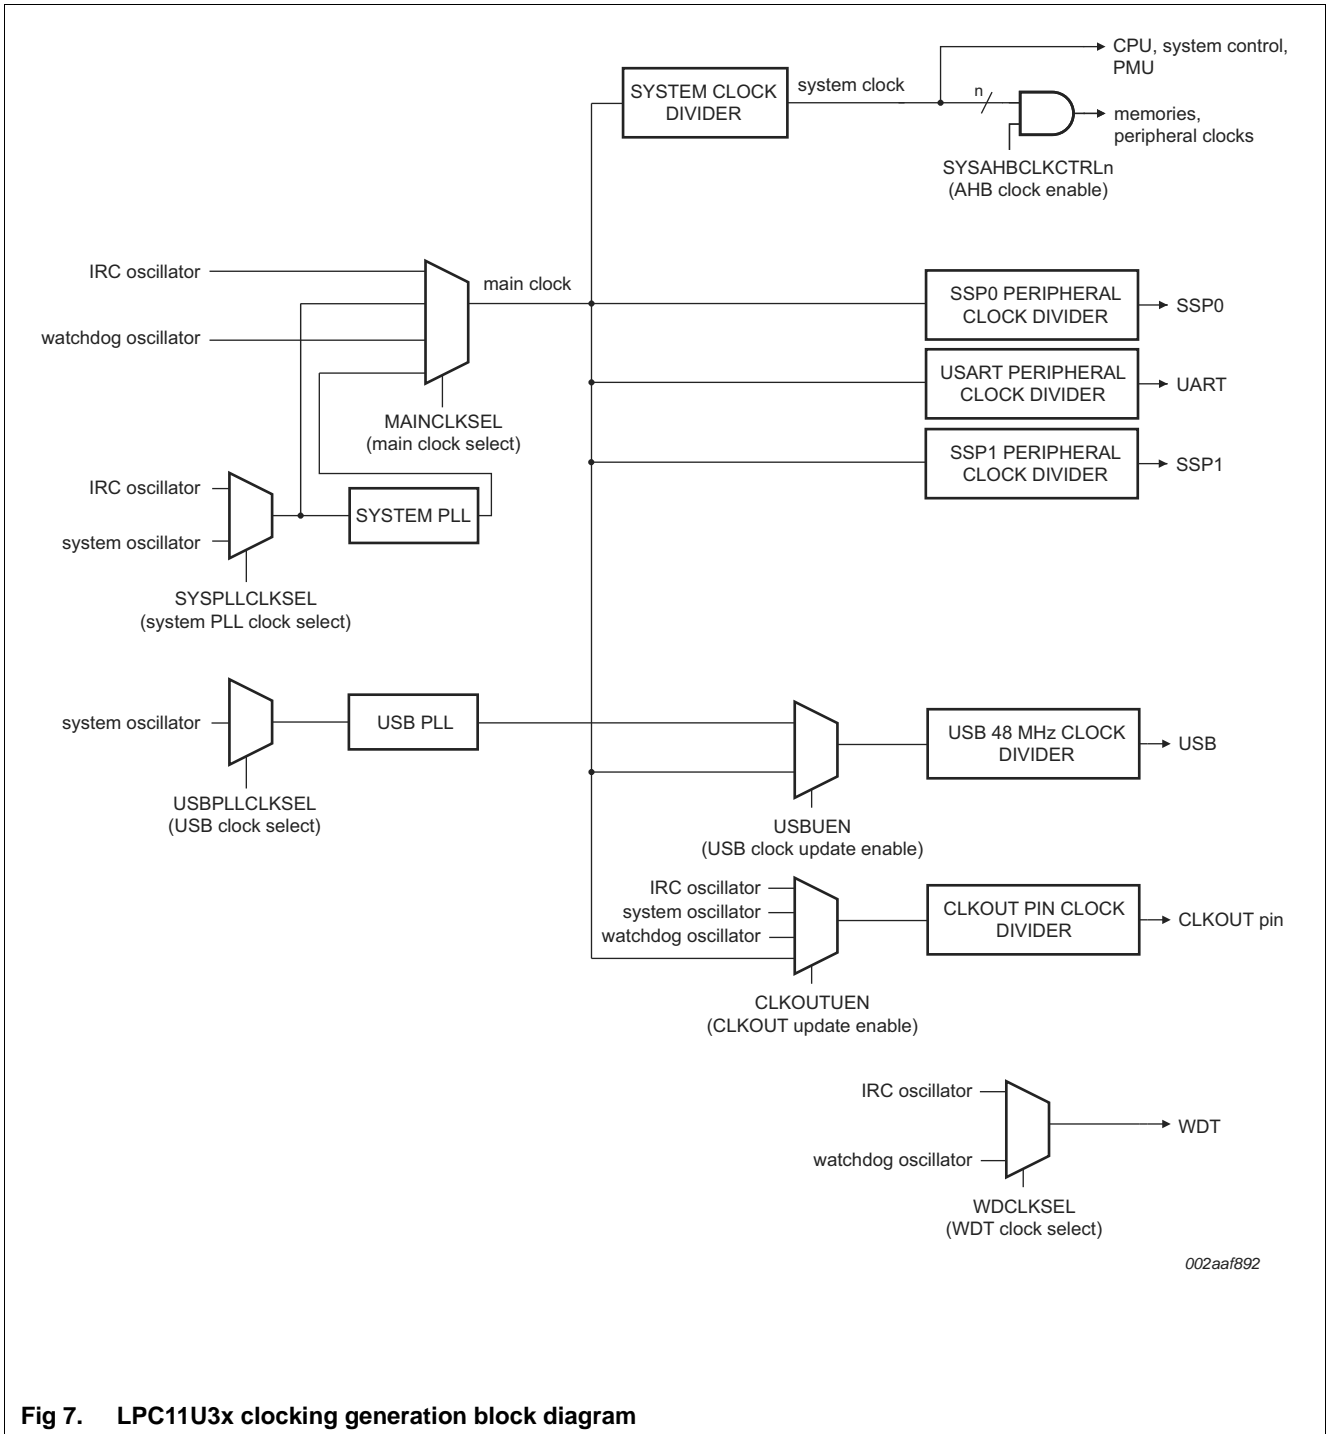 CPU, system control,
PMU
SYSTEM CLOCK
DIVIDER
system clock
n
memories,
peripheral clocks
SYSAHBCLKCTRLn
(AHB clock enable)
IRC oscillator
main clock
watchdog oscillator
MAINCLKSEL
(main clock select)
SSP0 PERIPHERAL
CLOCK DIVIDER
SSP0
USART PERIPHERAL
CLOCK DIVIDER
UART
SSP1 PERIPHERAL
CLOCK DIVIDER
SSP1
IRC oscillator
system oscillator
SYSTEM PLL
SYSPLLCLKSEL
(system PLL clock select)
system oscillator
USB PLL
USBPLLCLKSEL
(USB clock select)
USB 48 MHz CLOCK
DIVIDER
USB
USBUEN
(USB clock update enable)
IRC oscillator
system oscillator
watchdog oscillator
CLKOUT PIN CLOCK
DIVIDER
CLKOUT pin
CLKOUTUEN
(CLKOUT update enable)
IRC oscillator
watchdog oscillator
WDT
WDCLKSEL
(WDT clock select)
002aaf892
Fig 7. LPC11U3x clocking generation block diagram